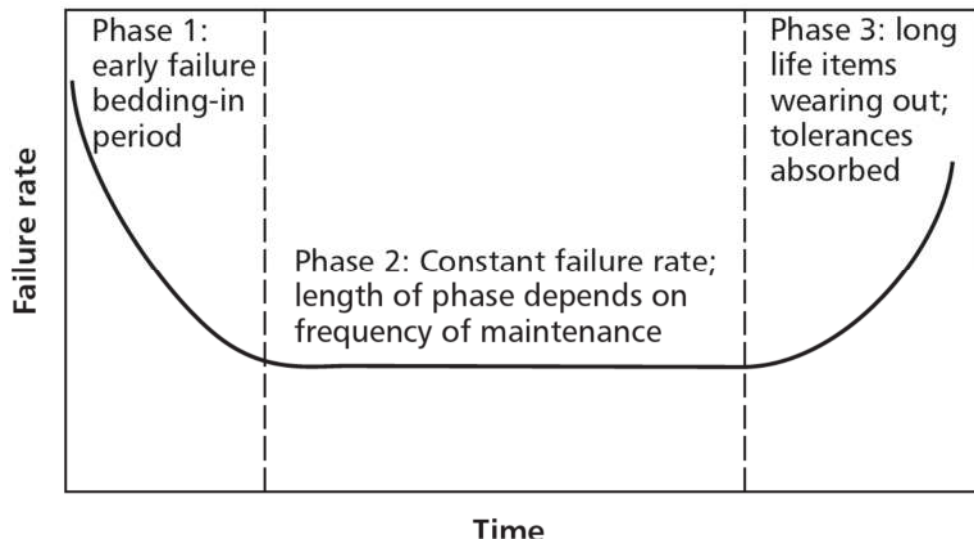 Phase 1:
early failure
bedding-in
period
Phase 2: Constant failure rate;
length of phase depends on
frequency of maintenance
Phase 3: long
life items
wearing out;
tolerances
absorbed
Failure rate
Time